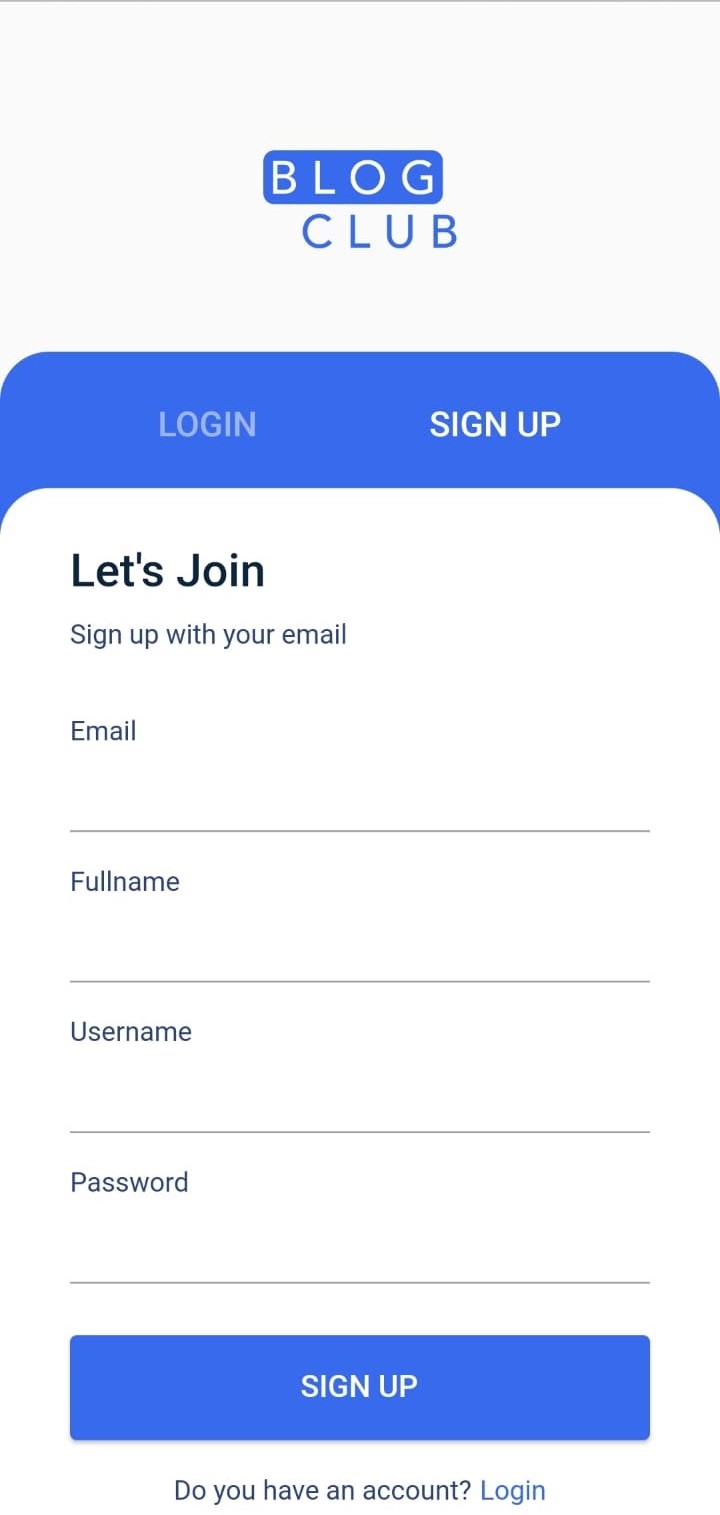 BLOG
CLUB
LOGIN SIGN UP
Let's Join
Sign up with your email
Email
Fullname
Username
Password
SIGN UP
Do you have an account? Login